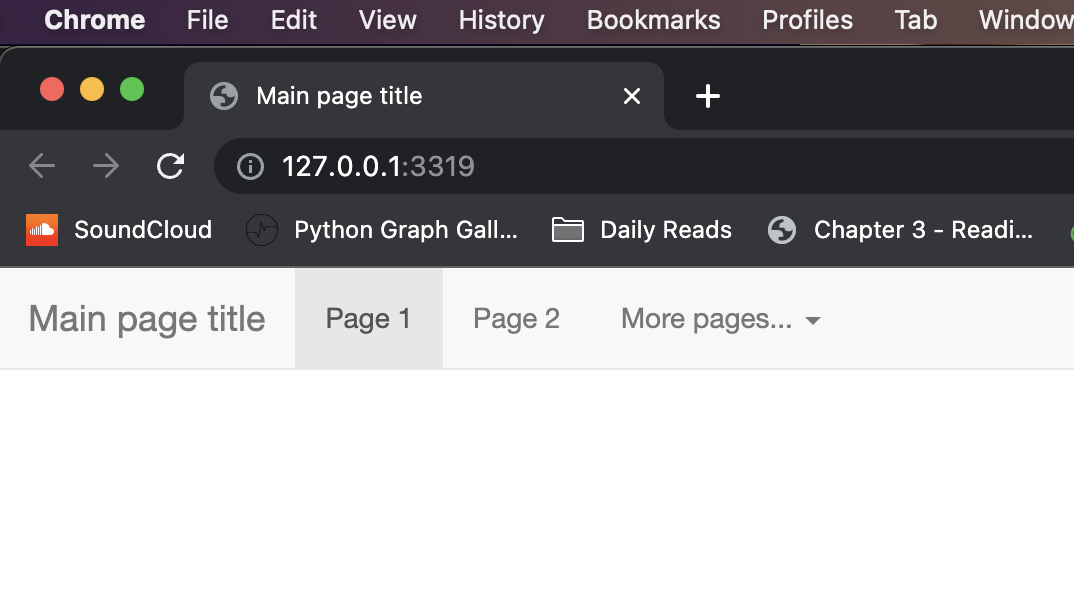 Chrome File Edit View History Bookmarks Profiles Tab Window
Main page title
127.0.0.1:3319
SoundCloud Python Graph Gall... Daily Reads Chapter 3 - Readi...
Main page title Page 1 Page 2 More pages...